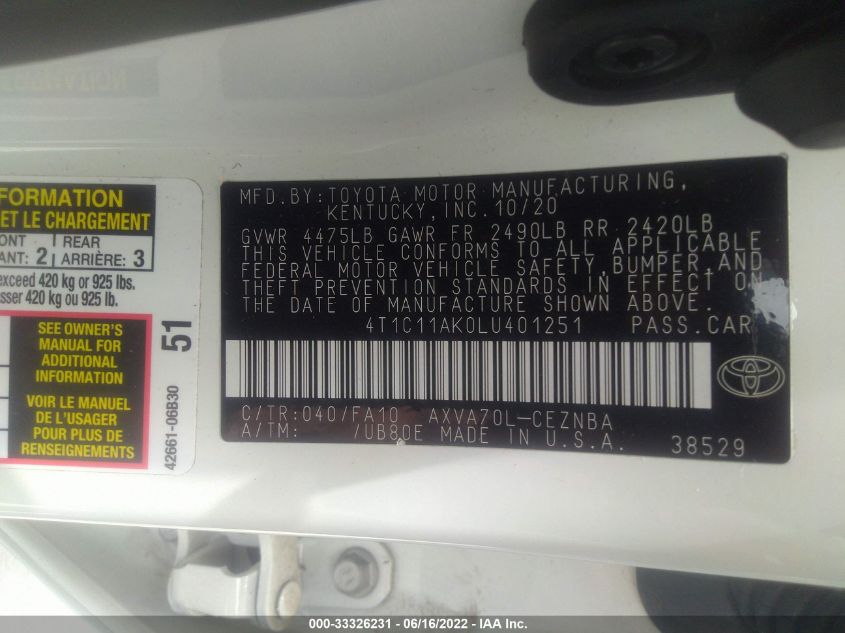 FORMATION
ET LE CHARGEMENT
ONT 2 REAR 3
ANT: ARRIÈRE:
exceed 420 kg or 925 lbs.
sser 420 kg ou 925 lb.
SEE OWNER'S
MANUAL FOR
ADDITIONAL
INFORMATION
VOIR LE MANUEL
DE L'USAGER
POUR PLUS DE
RENSEIGNEMENTS
51
42661-06B30
MFD.BY:TOYOTA MOTOR MANUFACTURING,
KENTUCKY,INC.10/20
GVWR 4475LB GAWR FR 2490LB RR 2420LB
THIS VEHICLE CONFORMS TO ALL APPLICABLE
FEDERAL MOTOR VEHICLE SAFETY,BUMPER,AND
THEFT PREVENTION STANDARDS IN EFFECT ON
THE DATE OF MANUFACTURE SHOWN ABOVE.
4T1C11AK0LU401251 PASS.CAR
C/TR:040/FA10 AXVA70L-CEZNBA
A/TM: /UB80E MADE IN U.S.A.
38529
000-33326231 - 06/16/2022 - IAA Inc.